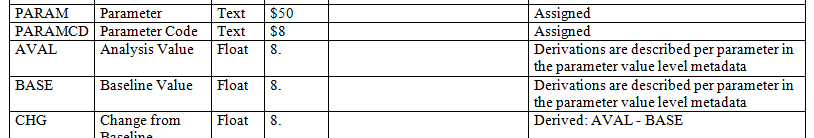 PARAM Parameter Text $50 Assigned
PARAMCD Parameter Code Text $8 Assigned
AVAL Analysis Value Float 8. Derivations are described per parameter in
the parameter value level metadata
BASE Baseline Value Float 8. Derivations are described per parameter in
the parameter value level metadata
CHG Change from Float 8. Derived: AVAL - BASE
Baseline